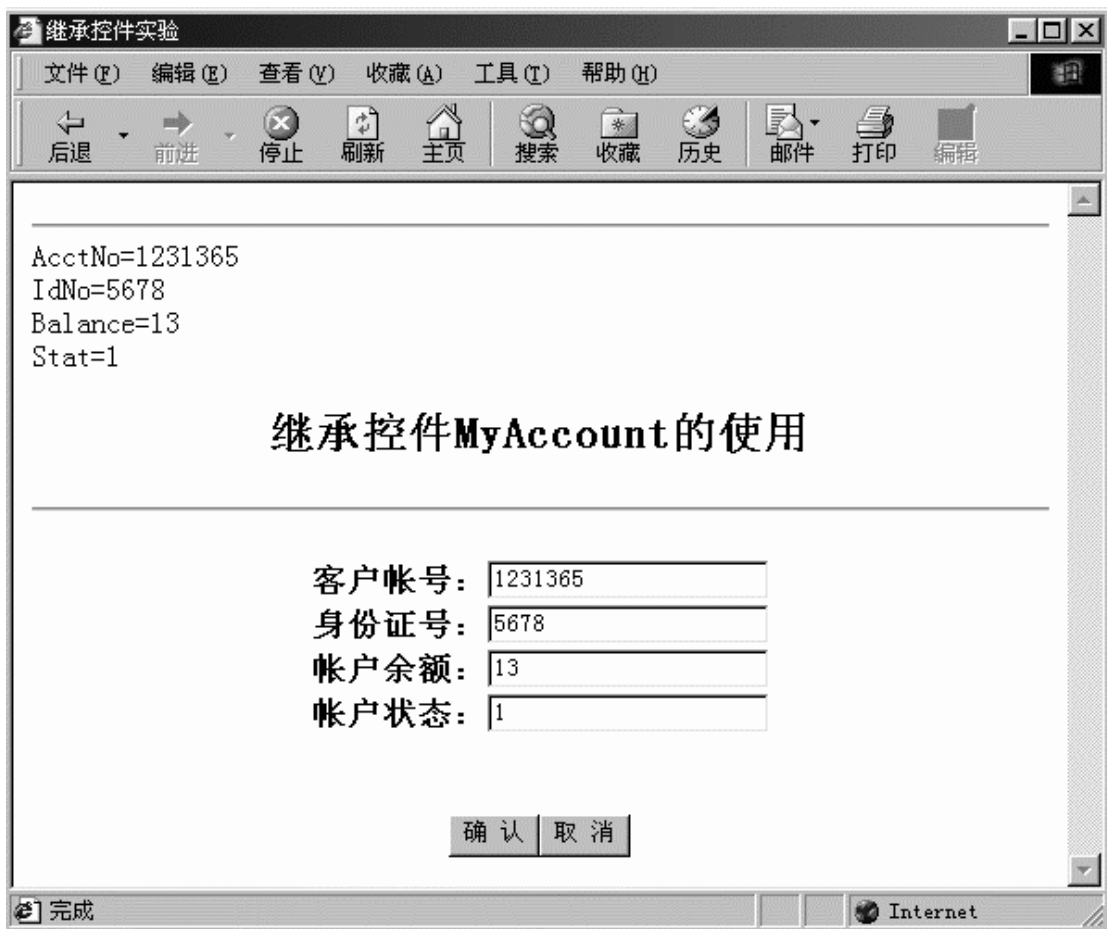 继承控件实验
文件(F) 编辑(E) 查看(V) 收藏(A) 工具(T) 帮助(H)
后退 前进 停止 刷新 主页 搜索 收藏 历史 邮件 打印 编辑
AcctNo=1231365
IdNo=5678
Balance=13
Stat=1
继承控件MyAccount的使用
客户帐号：1231365
身份证号：5678
帐户余额：13
帐户状态：1
确 认 取 消
完成 Internet